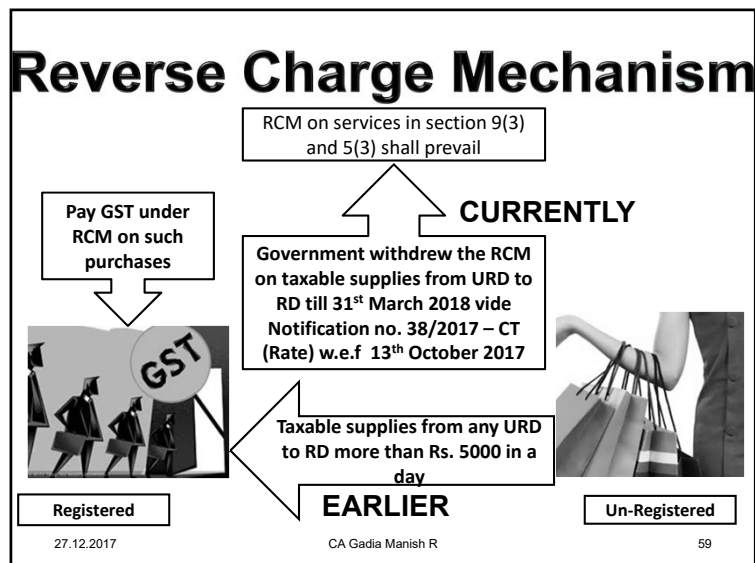 Reverse Charge Mechanism
RCM on services in section 9(3)
and 5(3) shall prevail
CURRENTLY
Pay GST under
RCM on such
purchases
Government withdrew the RCM
on taxable supplies from URD to
RD till 31st March 2018 vide
Notification no. 38/2017 – CT
(Rate) w.e.f 13th October 2017
GST
Taxable supplies from any URD
to RD more than Rs. 5000 in a
day
EARLIER
Registered
Un-Registered
27.12.2017
CA Gadia Manish R
59